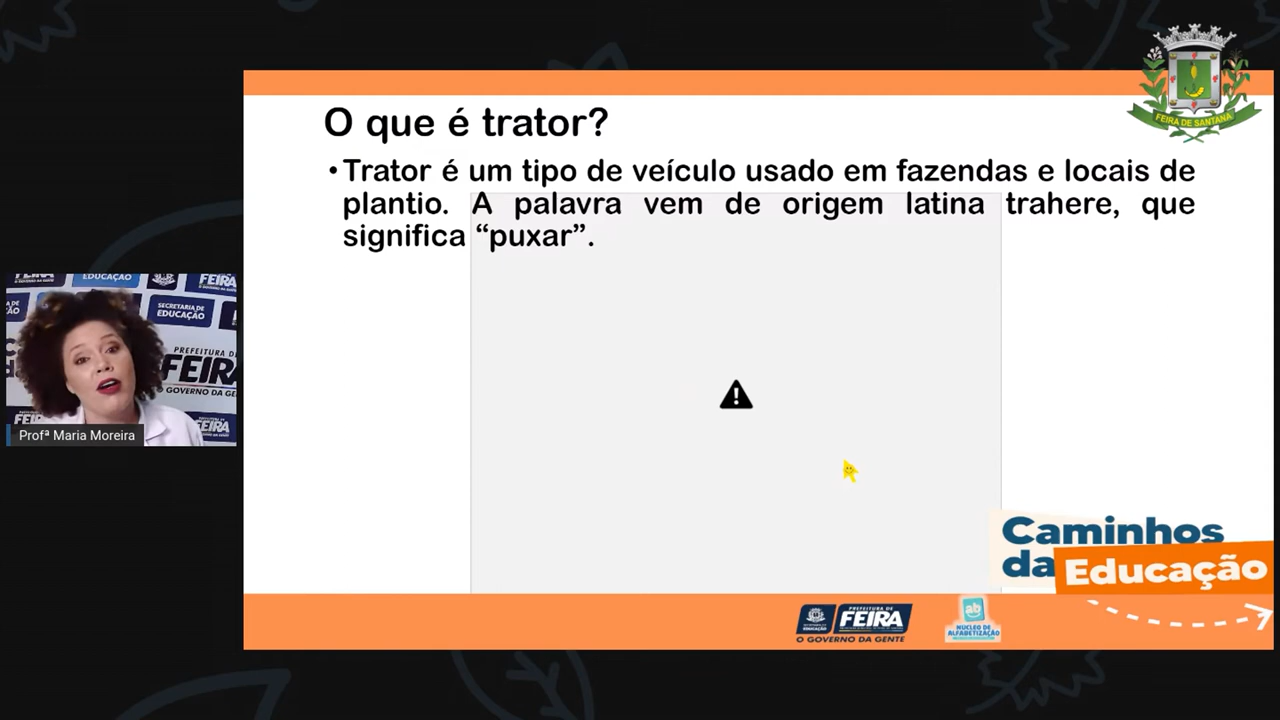 FEIRA DE SANTANA
O que é trator?
•Trator é um tipo de veículo usado em fazendas e locais de
plantio. A palavra vem de origem latina trahere, que
significa “puxar”.
EDUCAÇÃO
FEIRA
SECRETARIA DE
EDUCAÇÃO
PREFEITURA DE
FEIRA
O GOVERNO DA GENTE
Profª Maria Moreira
Caminhos
da Educação
PREFEITURA DE
FEIRA
O GOVERNO DA GENTE
EDUCAÇÃO
ab
NÚCLEO DE
ALFABETIZAÇÃO